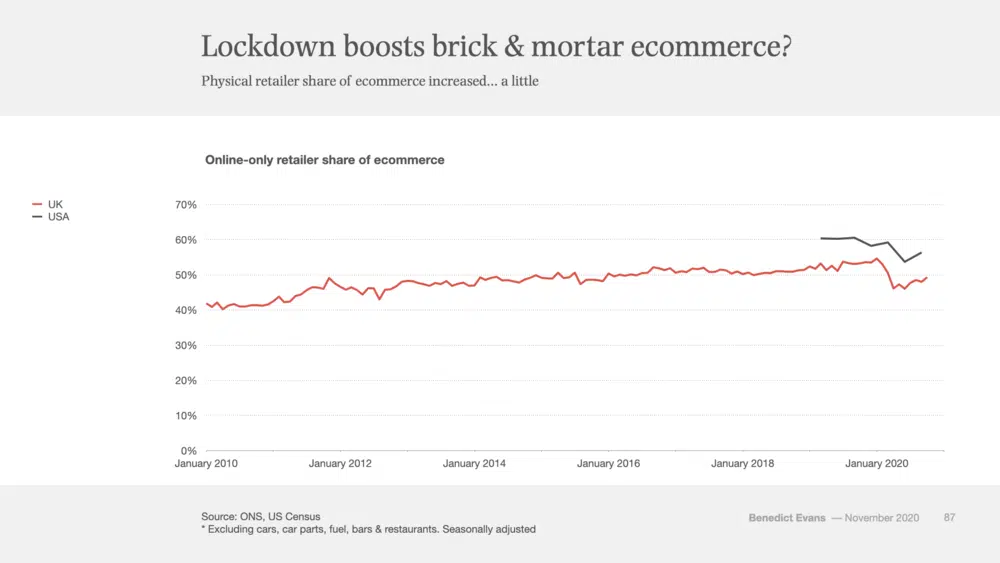 Lockdown boosts brick & mortar ecommerce?
Physical retailer share of ecommerce increased... a little
Online-only retailer share of ecommerce
UK
USA
70%
60%
50%
40%
30%
20%
10%
0%
January 2010 January 2012 January 2014 January 2016 January 2018 January 2020
Source: ONS, US Census
* Excluding cars, car parts, fuel, bars & restaurants. Seasonally adjusted
Benedict Evans — November 2020 87